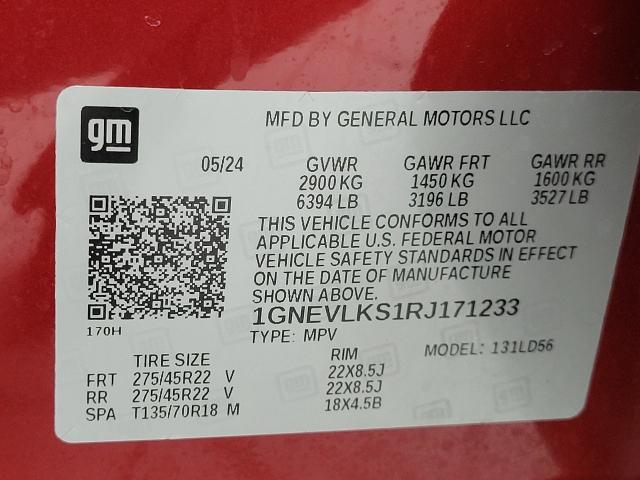 gm
MFD BY GENERAL MOTORS LLC
05/24 GVWR GAWR FRT GAWR RR
2900 KG 1450 KG 1600 KG
6394 LB 3196 LB 3527 LB
THIS VEHICLE CONFORMS TO ALL
APPLICABLE U.S. FEDERAL MOTOR
VEHICLE SAFETY STANDARDS IN EFFECT
ON THE DATE OF MANUFACTURE
SHOWN ABOVE.
1GNEVLKS1RJ171233
170H
TYPE: MPV MODEL: 131LD56
TIRE SIZE RIM
FRT 275/45R22 V 22X8.5J
RR 275/45R22 V 22X8.5J
SPA T135/70R18 M 18X4.5B